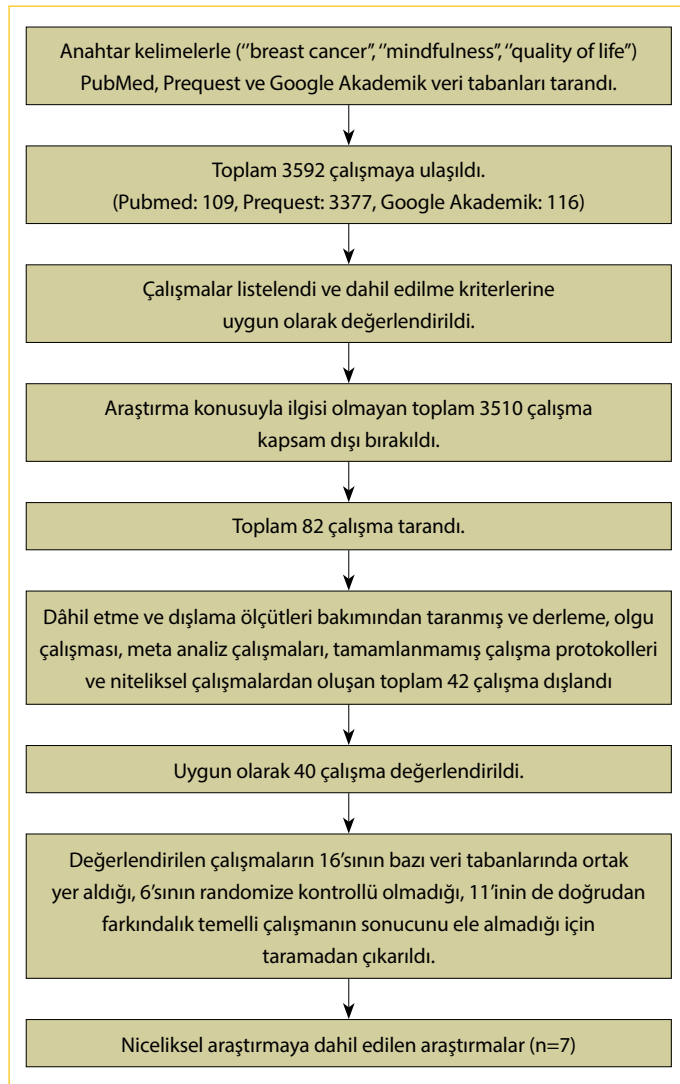 Anahtar kelimelerle (‘‘breast cancer’’, ‘‘mindfulness’’, ‘‘quality of life’’)
PubMed, Prequest ve Google Akademik veri tabanları tarandı.
Toplam 3592 çalışmaya ulaşıldı.
(Pubmed: 109, Prequest: 3377, Google Akademik: 116)
Çalışmalar listelendi ve dahil edilme kriterlerine
uygun olarak değerlendirildi.
Araştırma konusuyla ilgisi olmayan toplam 3510 çalışma
kapsam dışı bırakıldı.
Toplam 82 çalışma tarandı.
Dâhil etme ve dışlama ölçütleri bakımından taranmış ve derleme, olgu
çalışması, meta analiz çalışmaları, tamamlanmamış çalışma protokolleri
ve niteliksel çalışmalardan oluşan toplam 42 çalışma dışlandı
Uygun olarak 40 çalışma değerlendirildi.
Değerlendirilen çalışmaların 16’sının bazı veri tabanlarında ortak
yer aldığı, 6’sının randomize kontrollü olmadığı, 11’inin de doğrudan
farkındalık temelli çalışmanın sonucunu ele almadığı için
taramadan çıkarıldı.
Niceliksel araştırmaya dahil edilen araştırmalar (n=7)